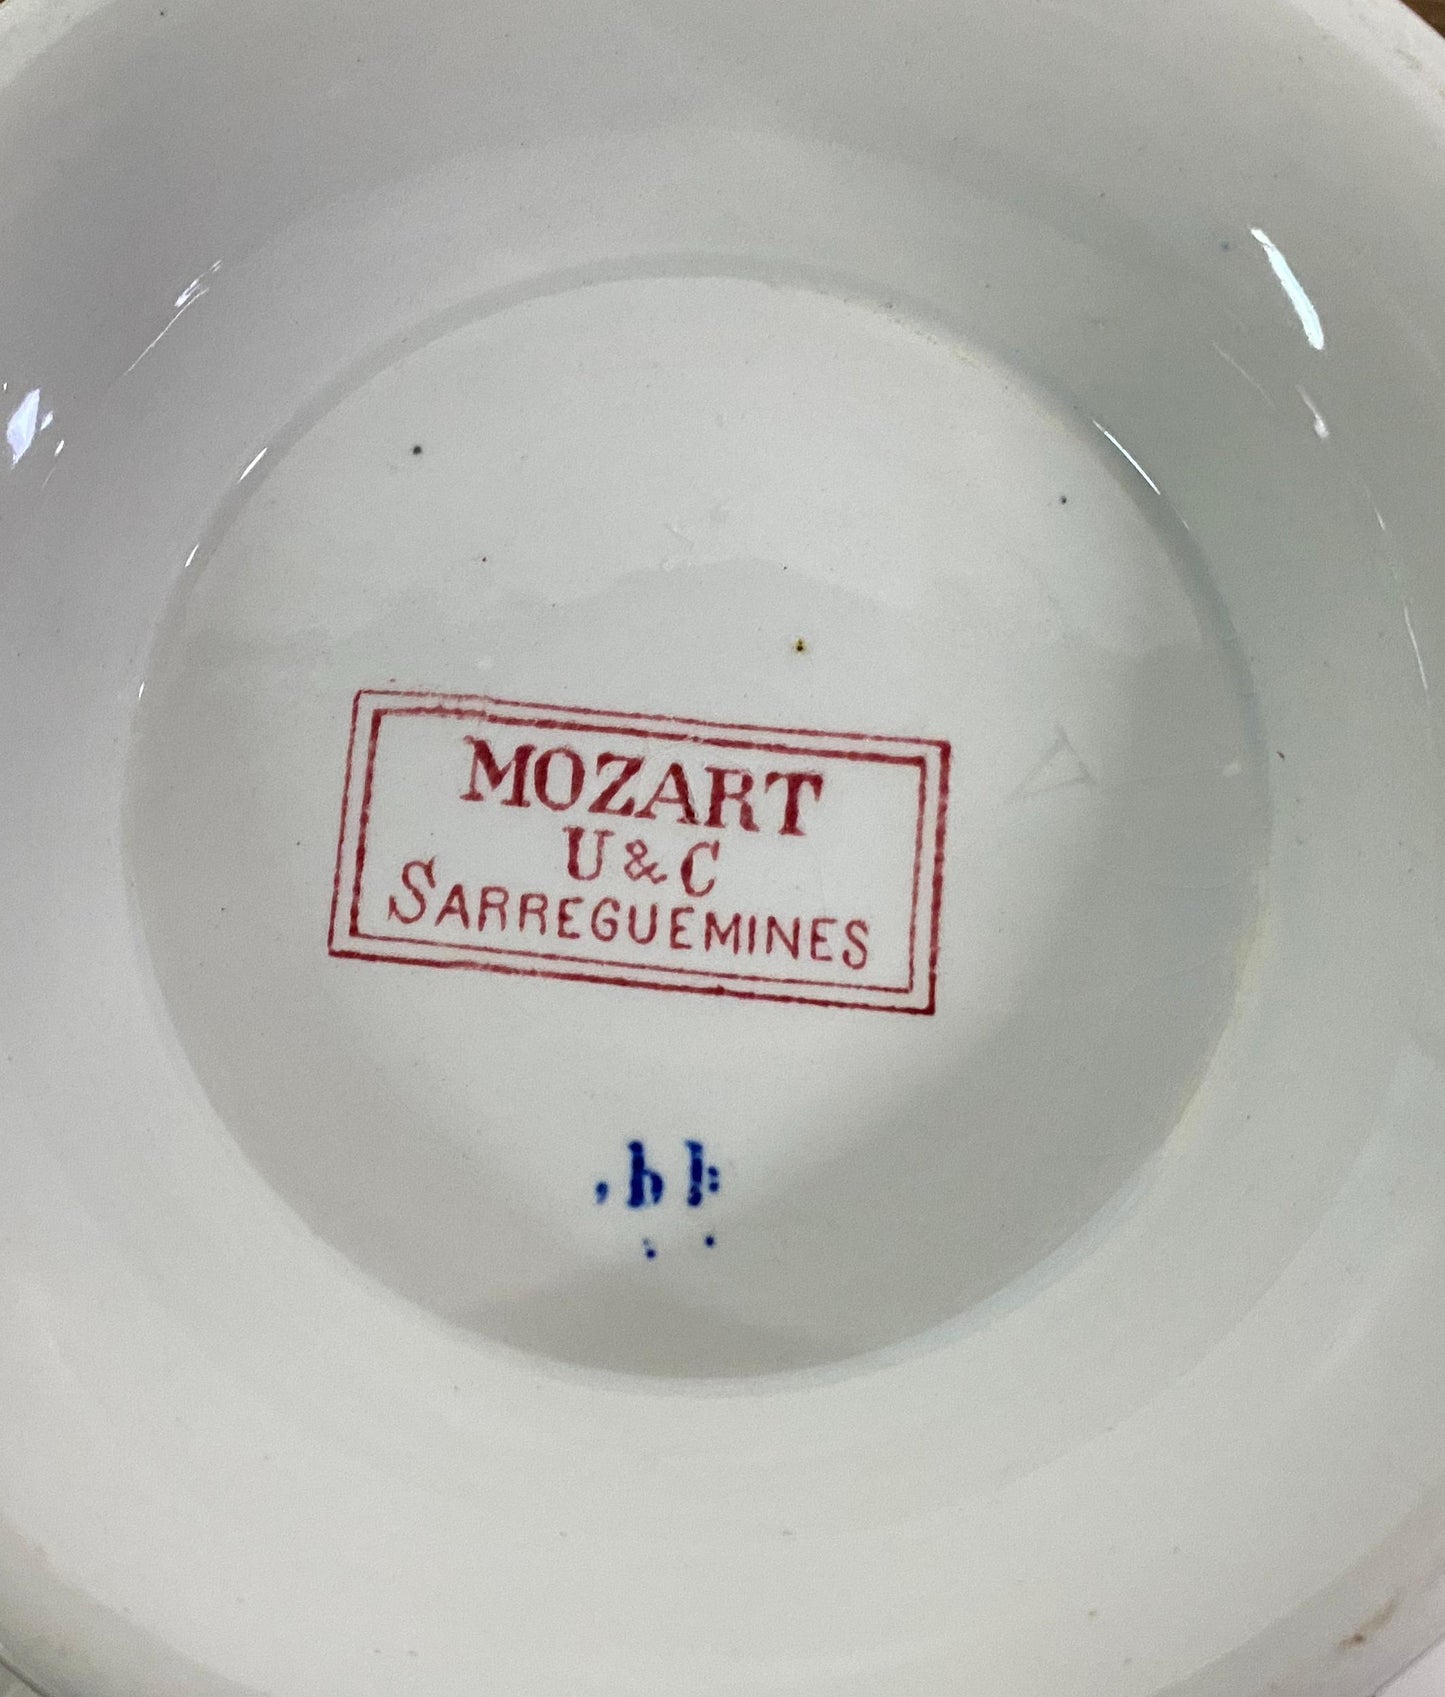 MOZART
U & C
SARREGUEMINES